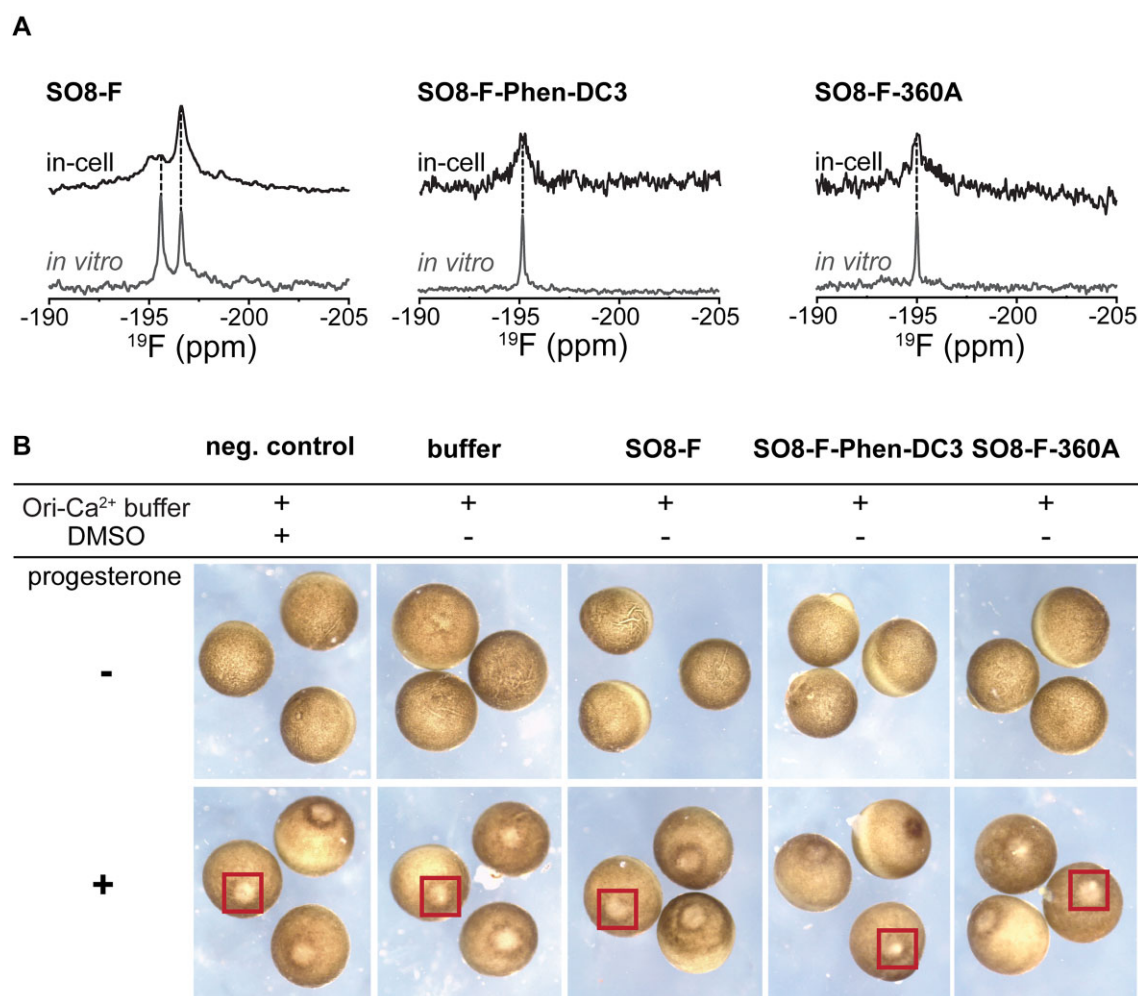 A
SO8-F SO8-F-Phen-DC3 SO8-F-360A
in-cell in-cell in-cell
in vitro in vitro in vitro
-190 -195 -200 -205 -190 -195 -200 -205 -190 -195 -200 -205
¹⁹F (ppm) ¹⁹F (ppm) ¹⁹F (ppm)
B neg. control buffer SO8-F SO8-F-Phen-DC3 SO8-F-360A
Ori-Ca²⁺ buffer + + + + +
DMSO + - - - -
progesterone
-
+